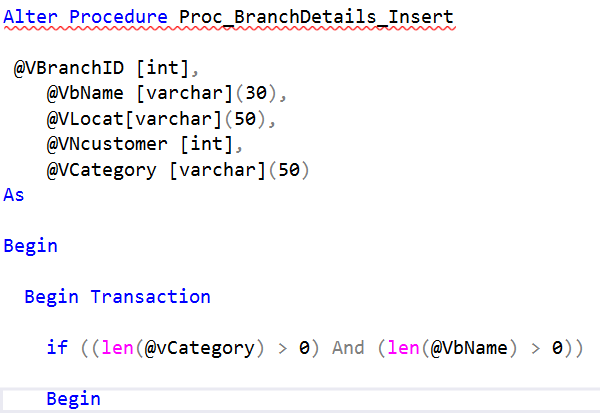 Alter Procedure Proc_BranchDetails_Insert
@VBranchID [int],
@VbName [varchar](30),
@VLocat[varchar](50),
@VNcustomer [int],
@VCategory [varchar](50)
As
Begin
Begin Transaction
if ((len(@vCategory) > 0) And (len(@VbName) > 0))
Begin